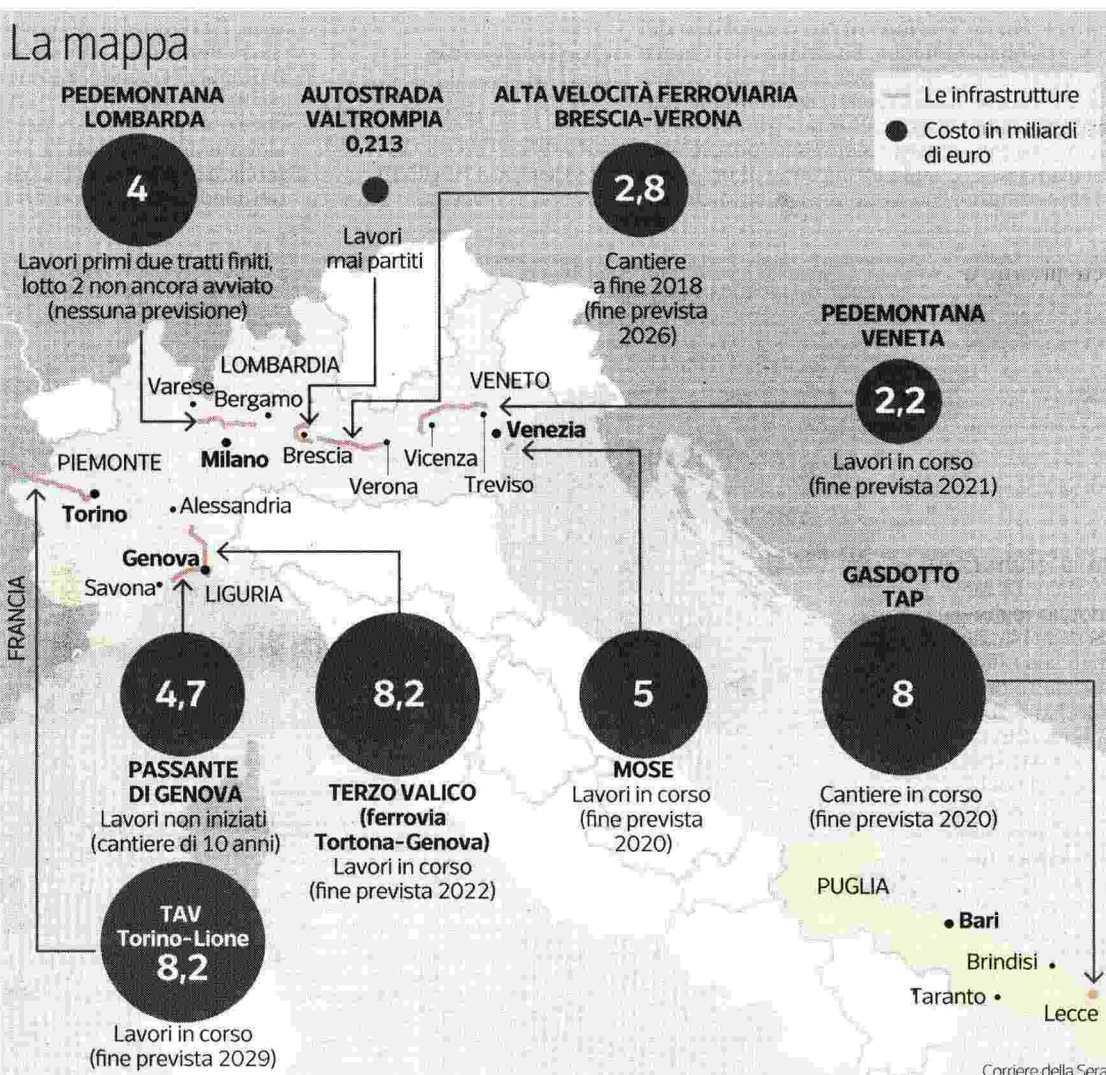 La mappa
Le infrastrutture
Costo in miliardi
di euro
PEDEMONTANA
LOMBARDA
4
Lavori primi due tratti finiti,
lotto 2 non ancora avviato
(nessuna previsione)
AUTOSTRADA
VALTROMPIA
0,213
Lavori
mai partiti
ALTA VELOCITÀ FERROVIARIA
BRESCIA-VERONA
2,8
Cantiere
a fine 2018
(fine prevista
2026)
PEDEMONTANA
VENETA
2,2
Lavori in corso
(fine prevista 2021)
LOMBARDIA
VENETO
Varese
Bergamo
Venezia
PIEMONTE
Milano
Brescia
Vicenza
Verona
Treviso
Torino
Alessandria
Genova
Savona
LIGURIA
FRANCIA
4,7
PASSANTE
DI GENOVA
Lavori non iniziati
(cantiere di 10 anni)
8,2
TERZO VALICO
(ferrovia
Tortona-Genova)
Lavori in corso
(fine prevista 2022)
5
MOSE
Lavori in corso
(fine prevista
2020)
GASDOTTO
TAP
8
Cantiere in corso
(fine prevista 2020)
TAV
Torino-Lione
8,2
Lavori in corso
(fine prevista 2029)
PUGLIA
Bari
Brindisi
Taranto
Lecce
Corriere della Sera